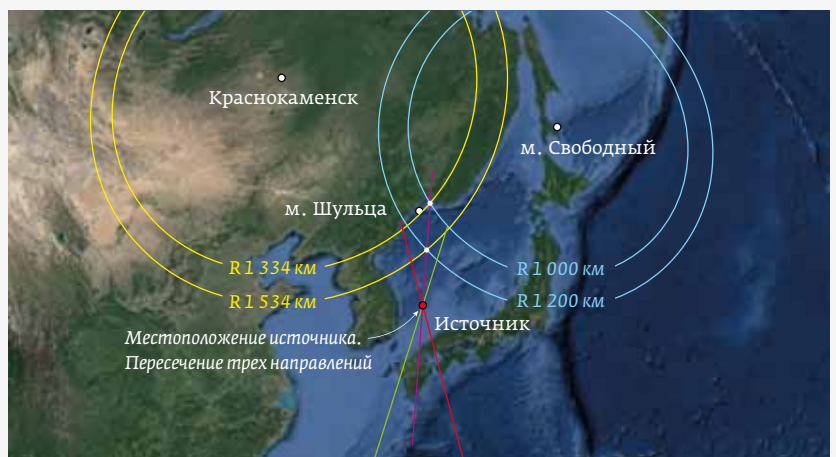 Краснокаменск
м. Свободный
м. Шульца
R 1 334 км
R 1 000 км
R 1 534 км
R 1 200 км
Источник
Местоположение источника.
Пересечение трех направлений